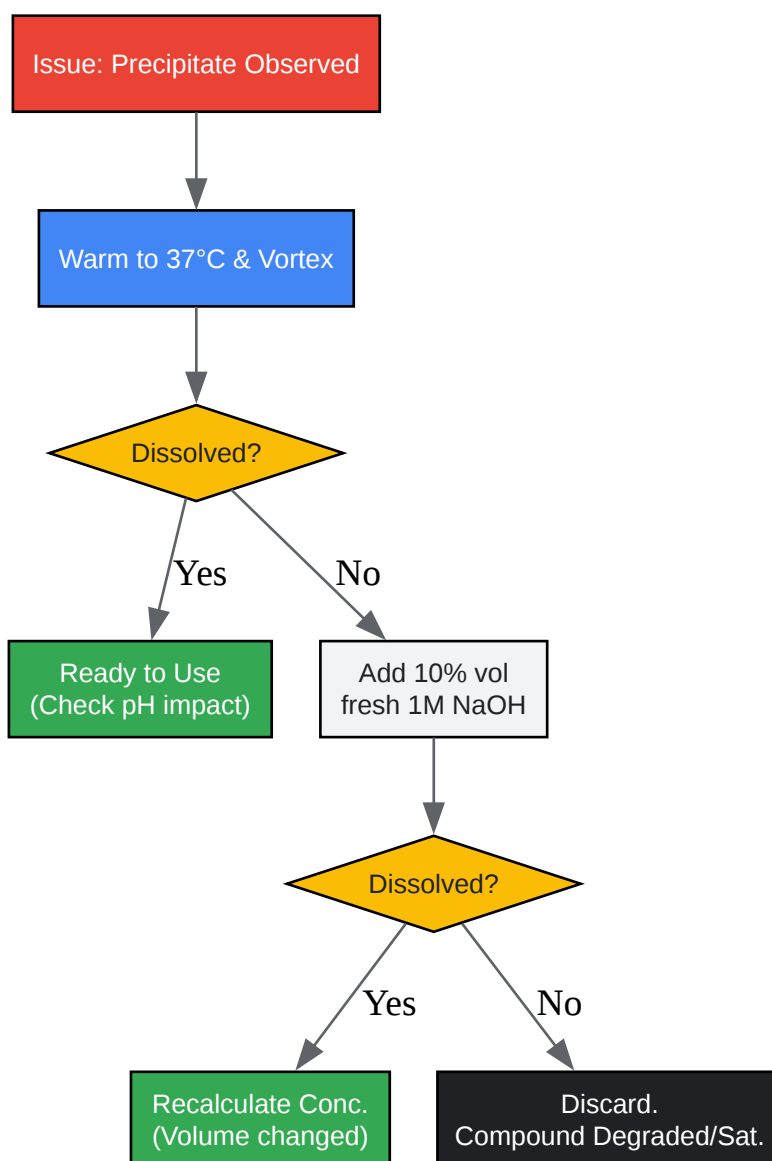 Issue: Precipitate Observed
Warm to 37°C & Vortex
Dissolved?
Yes
No
Ready to Use
(Check pH impact)
Add 10% vol
fresh 1M NaOH
Dissolved?
Yes
No
Recalculate Conc.
(Volume changed)
Discard.
Compound Degraded/Sat.